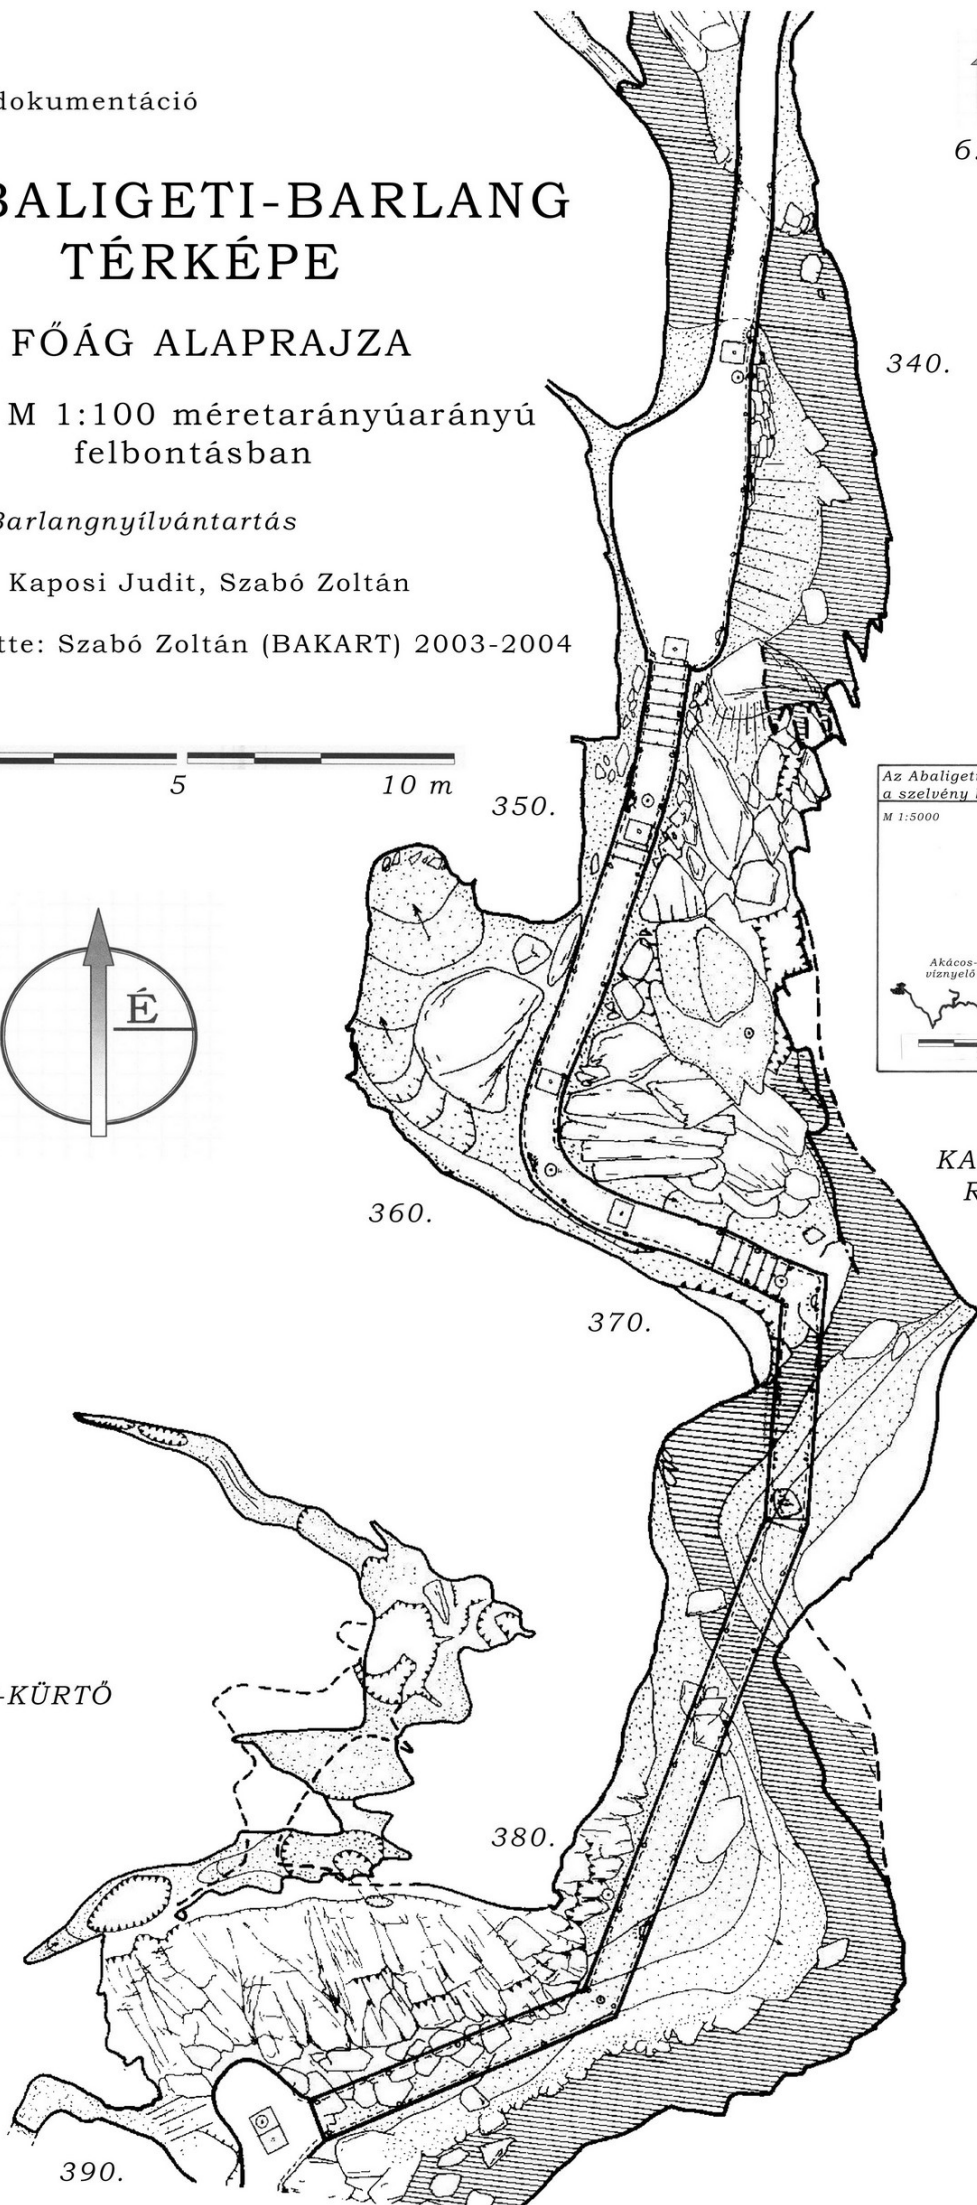 dokumentáció
BALIGETI-BARLANG
TÉRKÉPE
FŐÁG ALAPRAJZA
M 1:100 méretarányúarányú
felbontásban
Barlangnyílvántartás
Kaposi Judit, Szabó Zoltán
tte: Szabó Zoltán (BAKART) 2003-2004
5
10 m
340.
350.
Az Abaliget
a szelvény
M 1:5000
Akácos-
víznyelő
É
KA
360.
370.
-KÜRTŐ
380.
390.